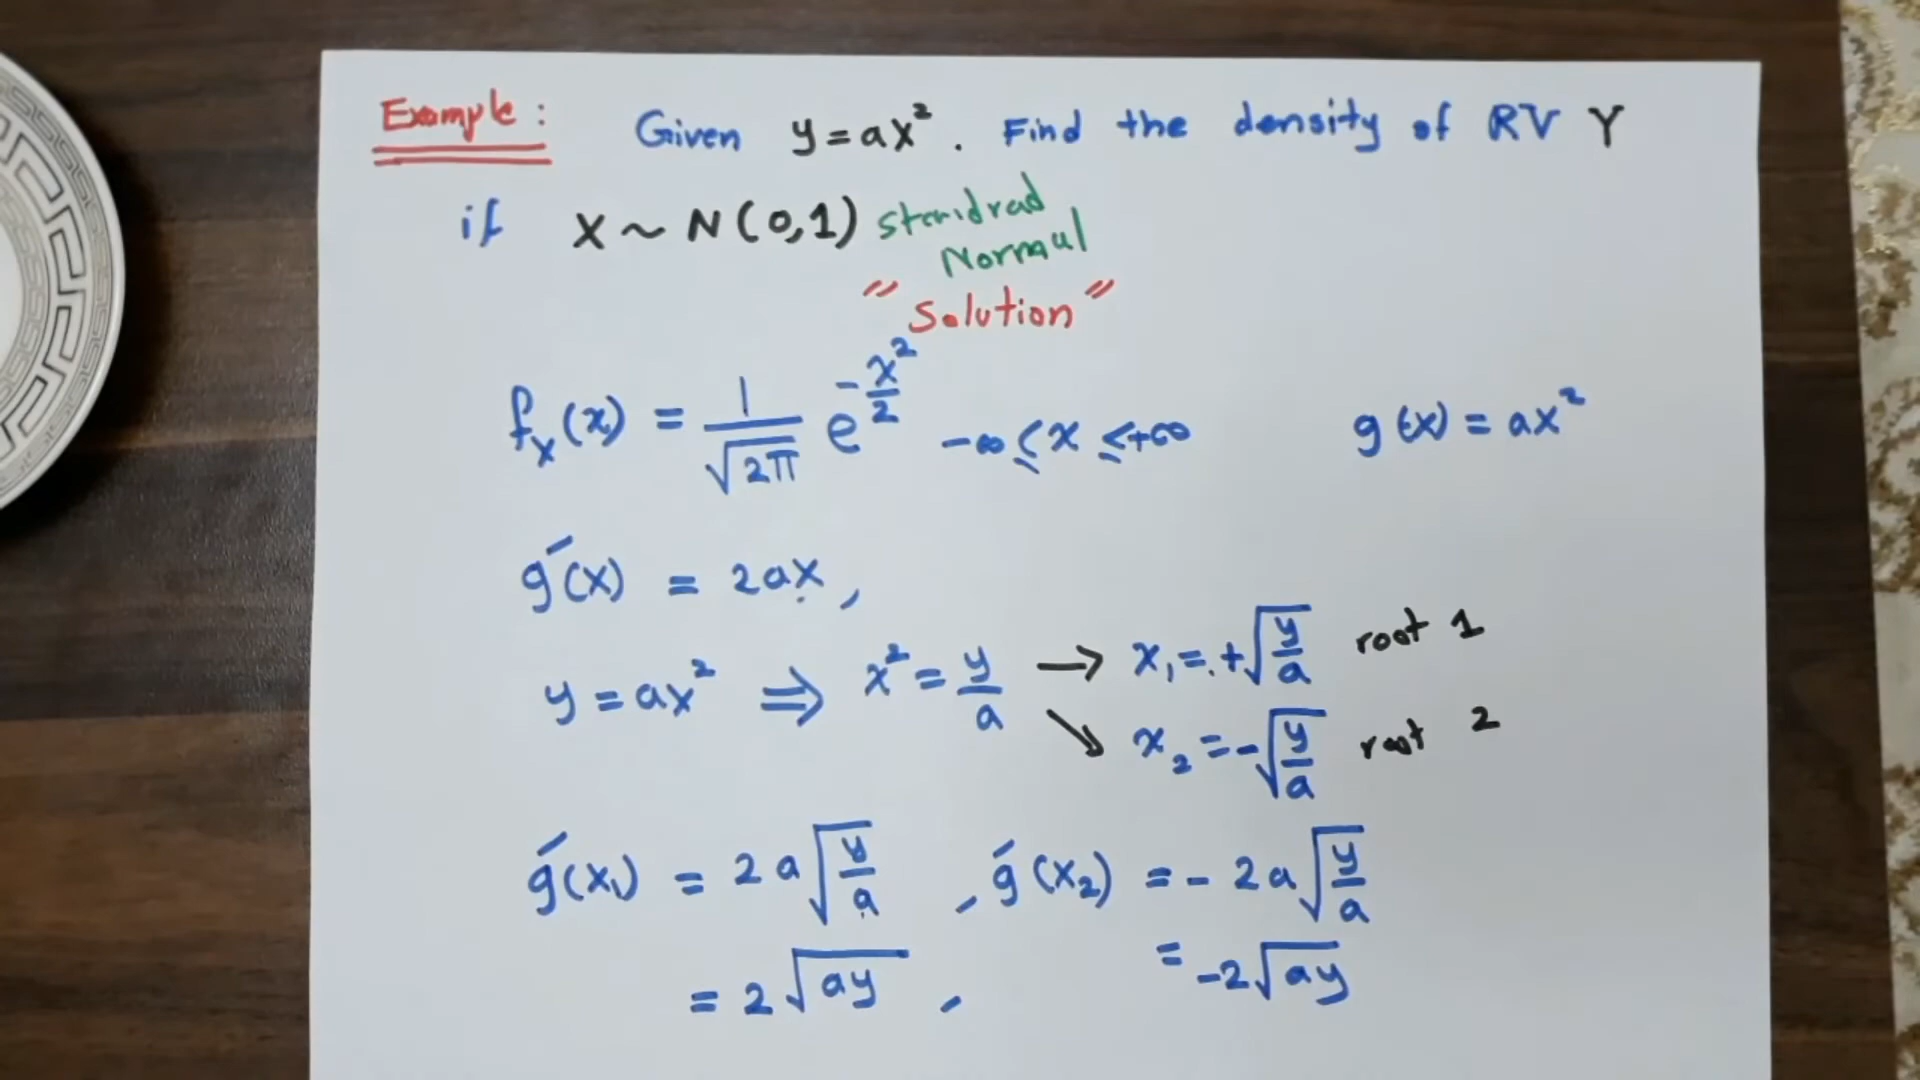 Example: Given y = ax². Find the density of RV Y
if X ~ N(0,1) standrad
Normal
"Solution"
fₓ(x) = 1/√2π e^(-x²/2) -∞ ≤ x ≤ +∞ g(x) = ax²
g′(x) = 2ax,
y = ax² ⇒ x² = y/a → x₁ = +√(y/a) root 1
↘ x₂ = -√(y/a) root 2
g′(x₁) = 2a√(y/a) , g′(x₂) = - 2a√(y/a)
= 2√ay , = -2√ay